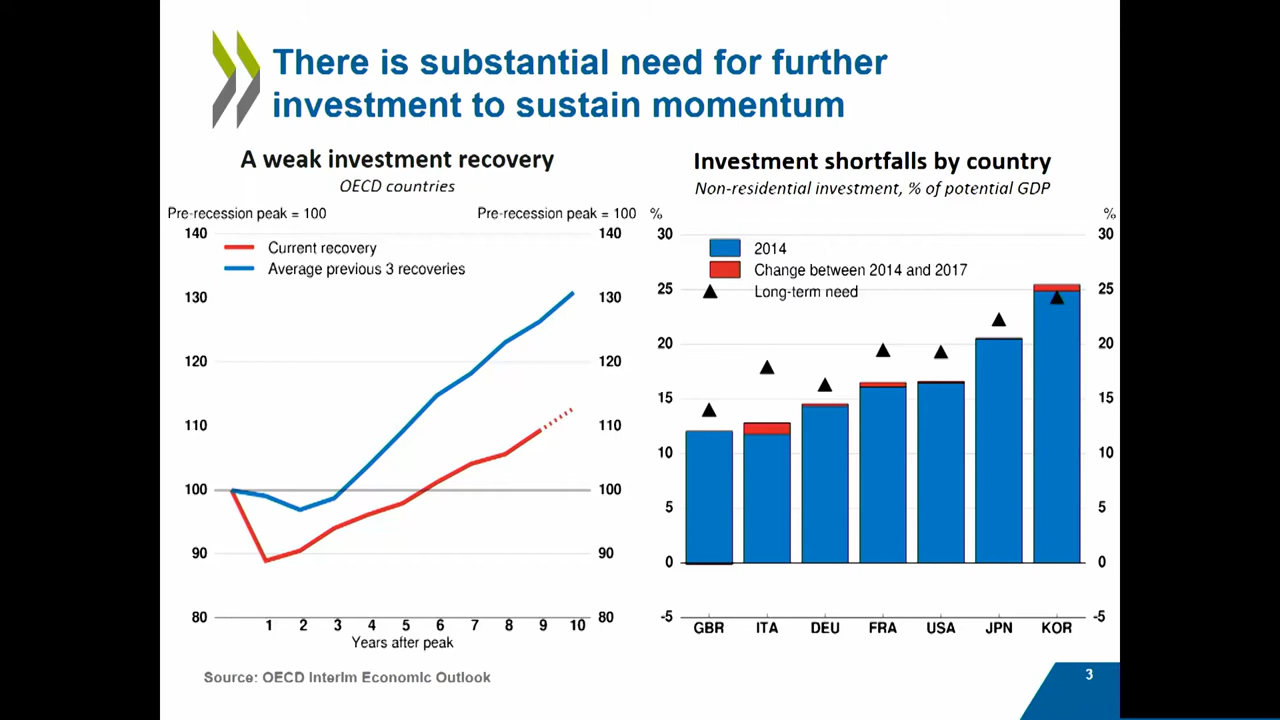 There is substantial need for further
investment to sustain momentum
A weak investment recovery
OECD countries
Pre-recession peak = 100
Pre-recession peak = 100
140
140
Current recovery
Average previous 3 recoveries
130
130
120
120
110
110
100
100
90
90
80
80
1 2 3 4 5 6 7 8 9 10
Years after peak
Investment shortfalls by country
Non-residential investment, % of potential GDP
%
%
30
30
2014
Change between 2014 and 2017
Long-term need
25
25
20
20
15
15
10
10
5
5
0
0
-5
-5
GBR ITA DEU FRA USA JPN KOR
Source: OECD Interim Economic Outlook
3